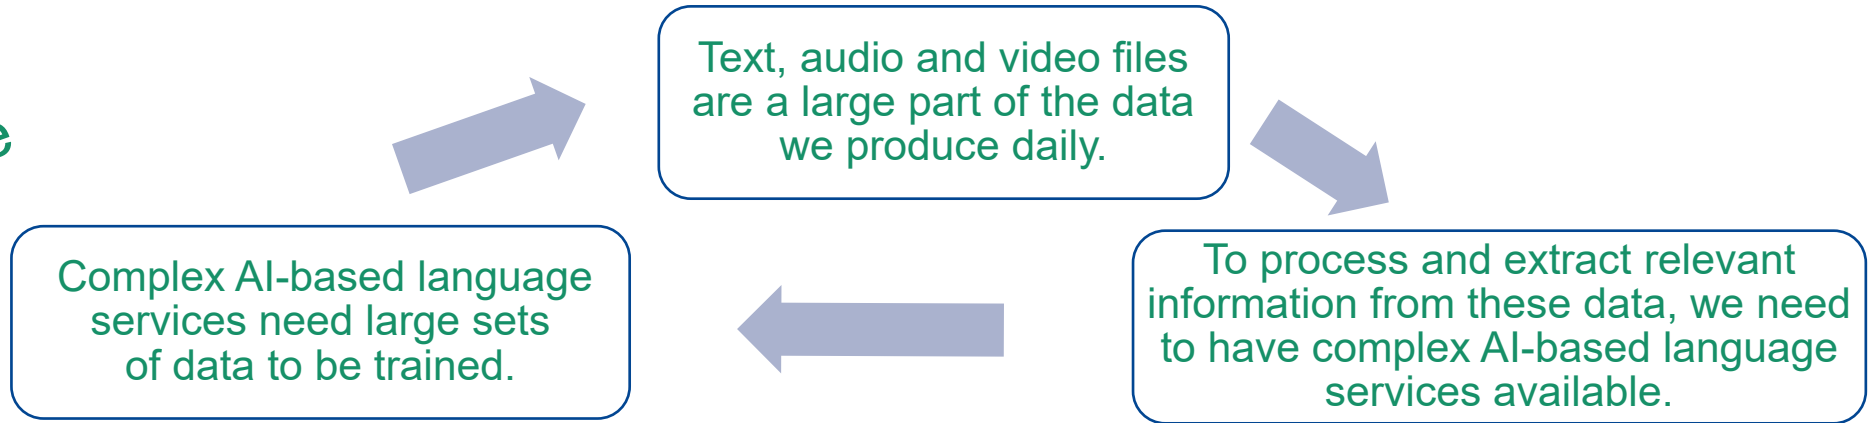 Text, audio and video files
are a large part of the data
we produce daily.
To process and extract relevant
information from these data, we need
to have complex AI-based language
services available.
Complex AI-based language
services need large sets
of data to be trained.